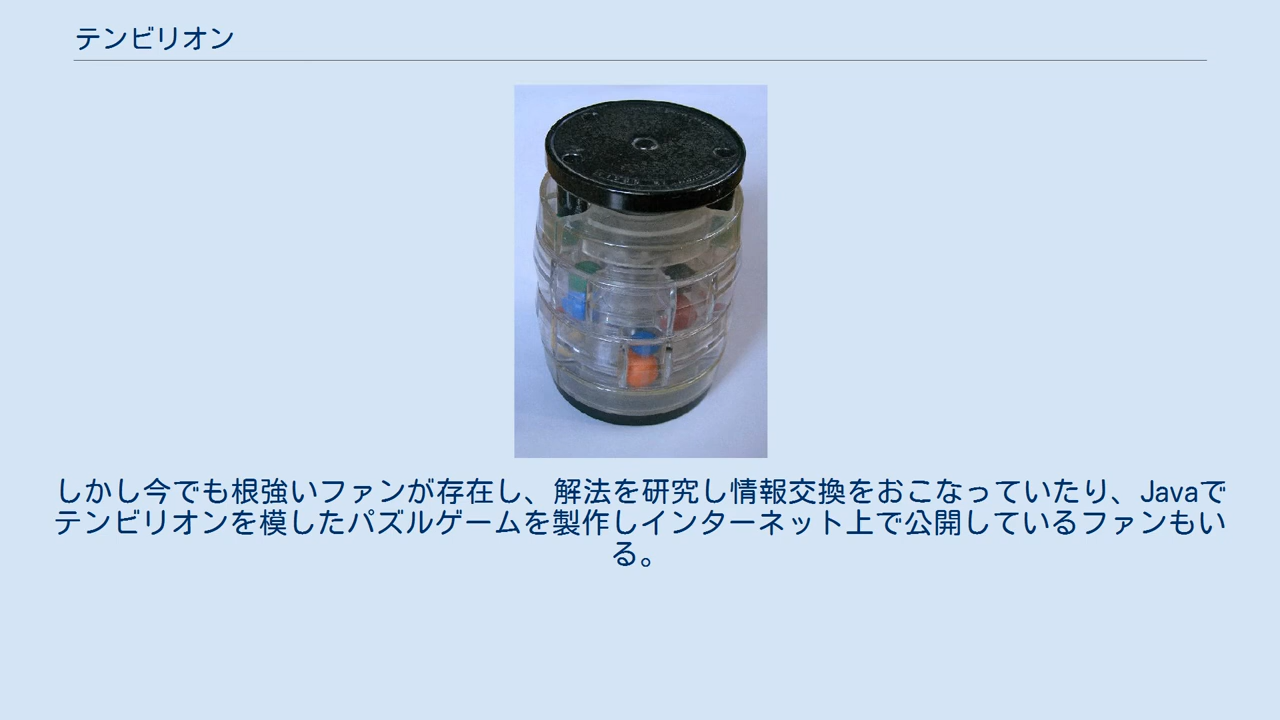 テンビリオン
しかし今でも根強いファンが存在し、解法を研究し情報交換をおこなっていたり、Javaで
テンビリオンを模したパズルゲームを製作しインターネット上で公開しているファンもい
る。